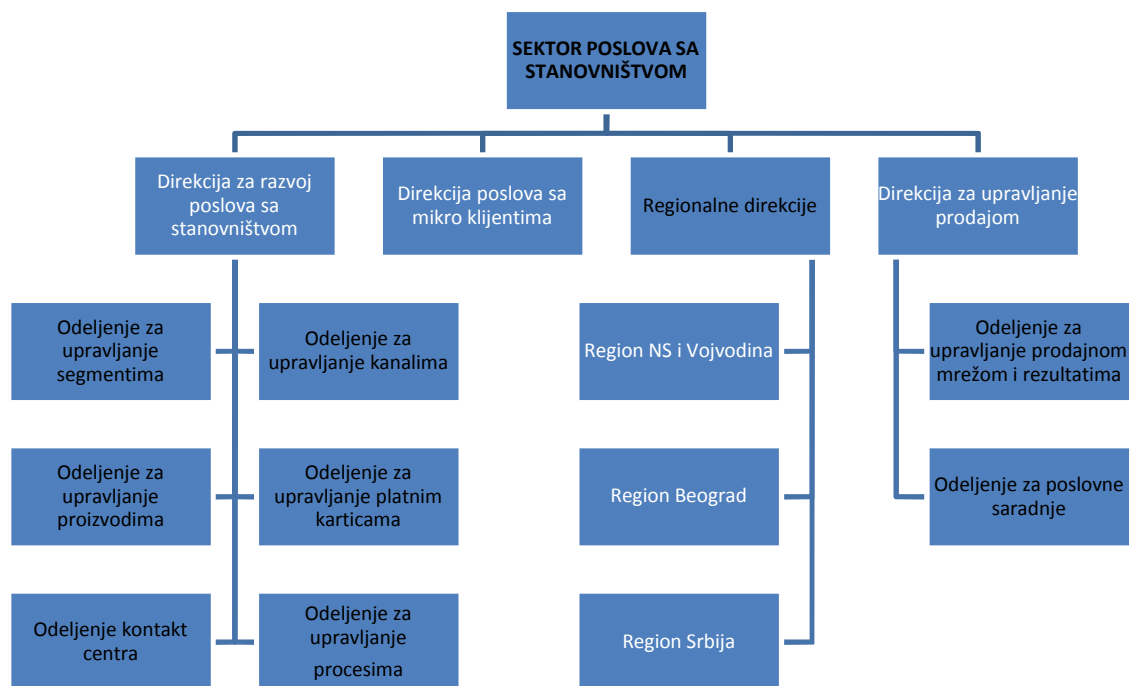 SEKTOR POSLOVA SA
STANOVNIŠTVOM
Direkcija za razvoj
poslova sa
stanovništvom
Direkcija poslova sa
mikro klijentima
Regionalne direkcije
Direkcija za upravljanje
prodajom
Odeljenje za
upravljanje
segmentima
Odeljenje za
upravljanje kanalima
Region NS i Vojvodina
Odeljenje za
upravljanje prodajnom
mrežom i rezultatima
Odeljenje za
upravljanje
proizvodima
Odeljenje za
upravljanje platnim
karticama
Region Beograd
Odeljenje za poslovne
saradnje
Odeljenje kontakt
centra
Odeljenje za
upravljanje
procesima
Region Srbija